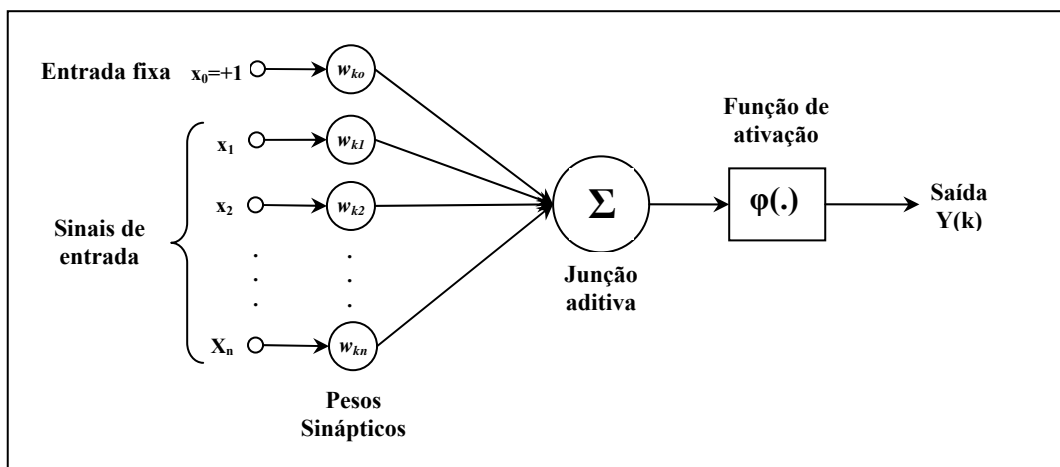 Entrada fixa x0=+1 wko
Função de
ativação
x1 wk1
x2 wk2
Σ
φ(.)
Saída
Y(k)
Sinais de
entrada
Junção
aditiva
. .
. .
. .
Xn wkn
Pesos
Sinápticos